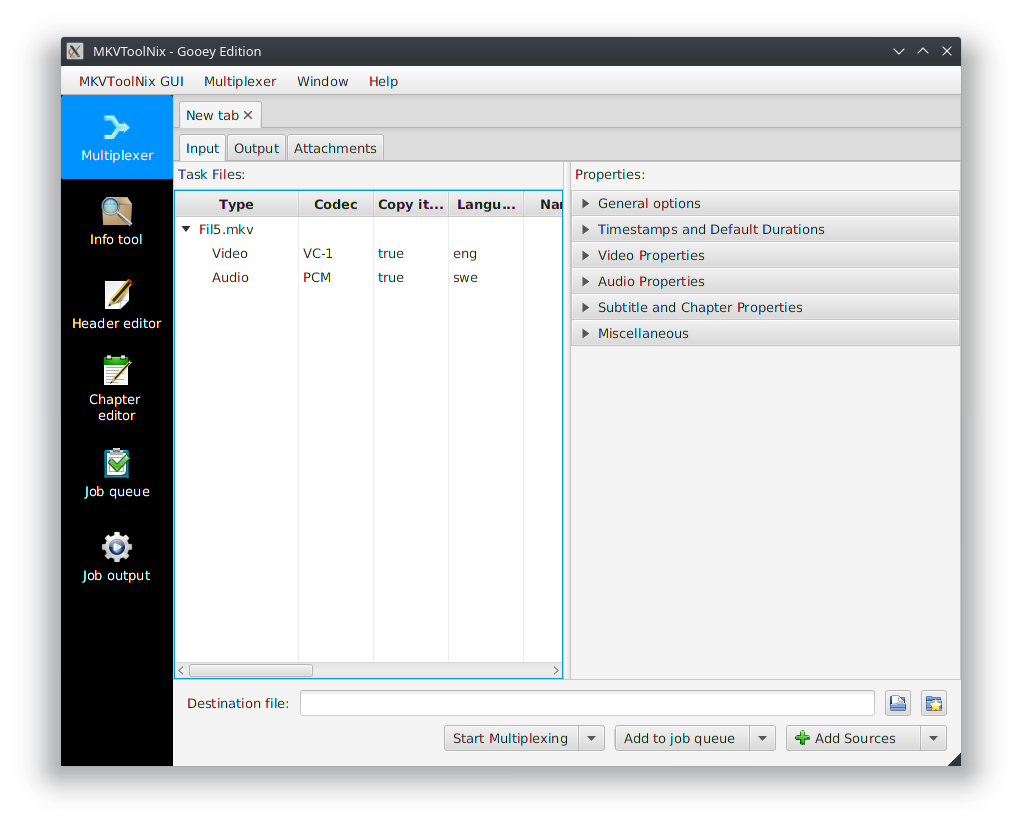 MKVToolNix - Gooey Edition
MKVToolNix GUI Multiplexer Window Help
New tab
Multiplexer
Info tool
Header editor
Chapter
editor
Job queue
Job output
Input Output Attachments
Task Files:
Type Codec Copy it... Langu... Nar
Fil5.mkv
Video VC-1 true eng
Audio PCM true swe
Properties:
General options
Timestamps and Default Durations
Video Properties
Audio Properties
Subtitle and Chapter Properties
Miscellaneous
Destination file:
Start Multiplexing Add to job queue Add Sources